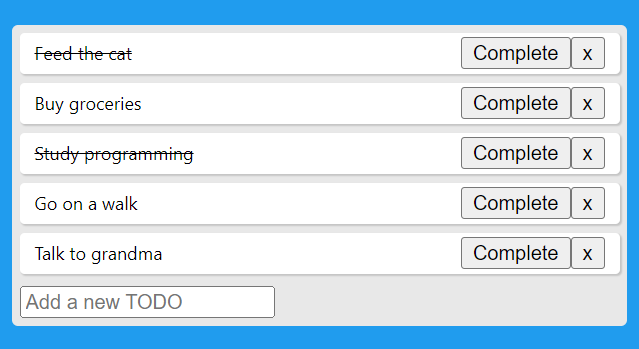 Feed the cat Complete x
Buy groceries Complete x
Study programming Complete x
Go on a walk Complete x
Talk to grandma Complete x
Add a new TODO